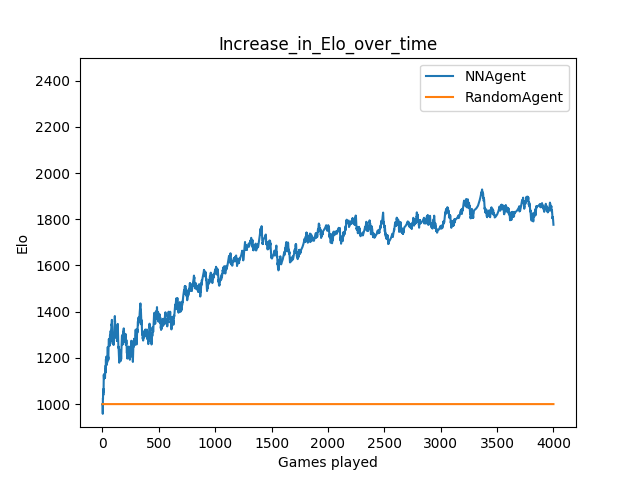 Increase_in_Elo_over_time
NNAgent
RandomAgent
2400
2200
2000
1800
1600
1400
1200
1000
Elo
0 500 1000 1500 2000 2500 3000 3500 4000
Games played